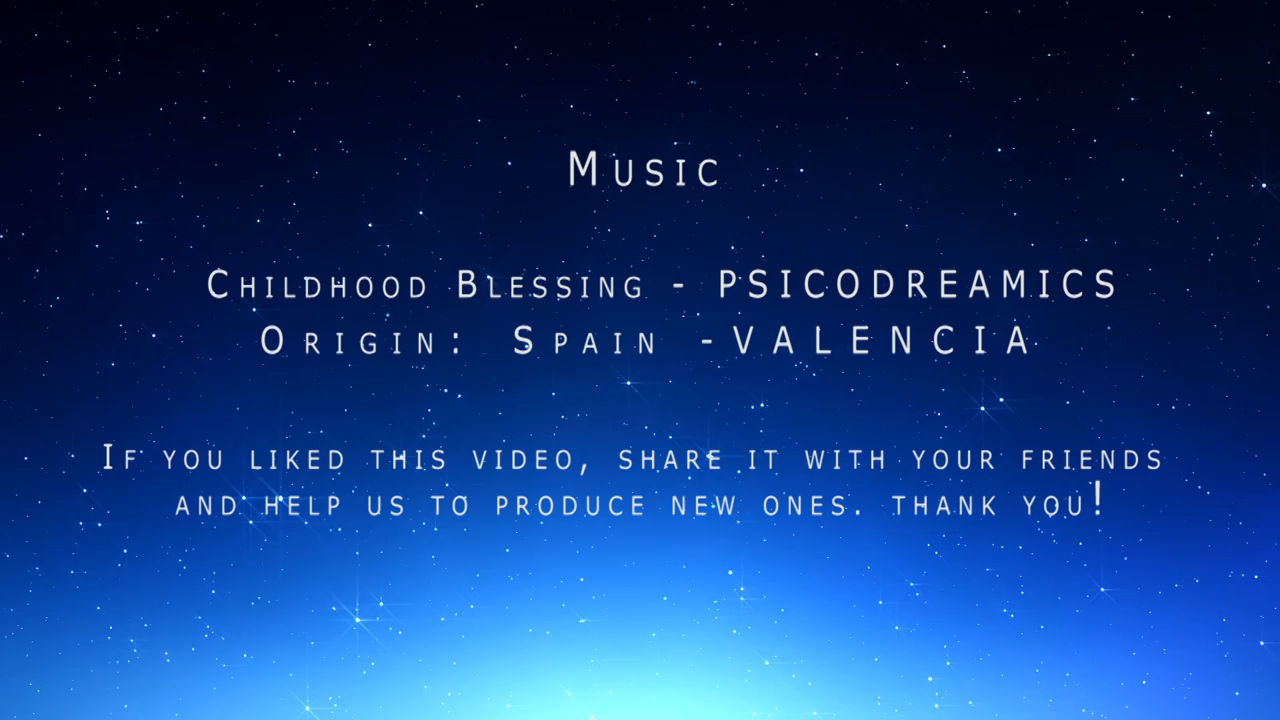 Music
Childhood Blessing - PSICODREAMICS
Origin: Spain -VALENCIA
If you liked this video, share it with your friends
and help us to produce new ones. thank you!